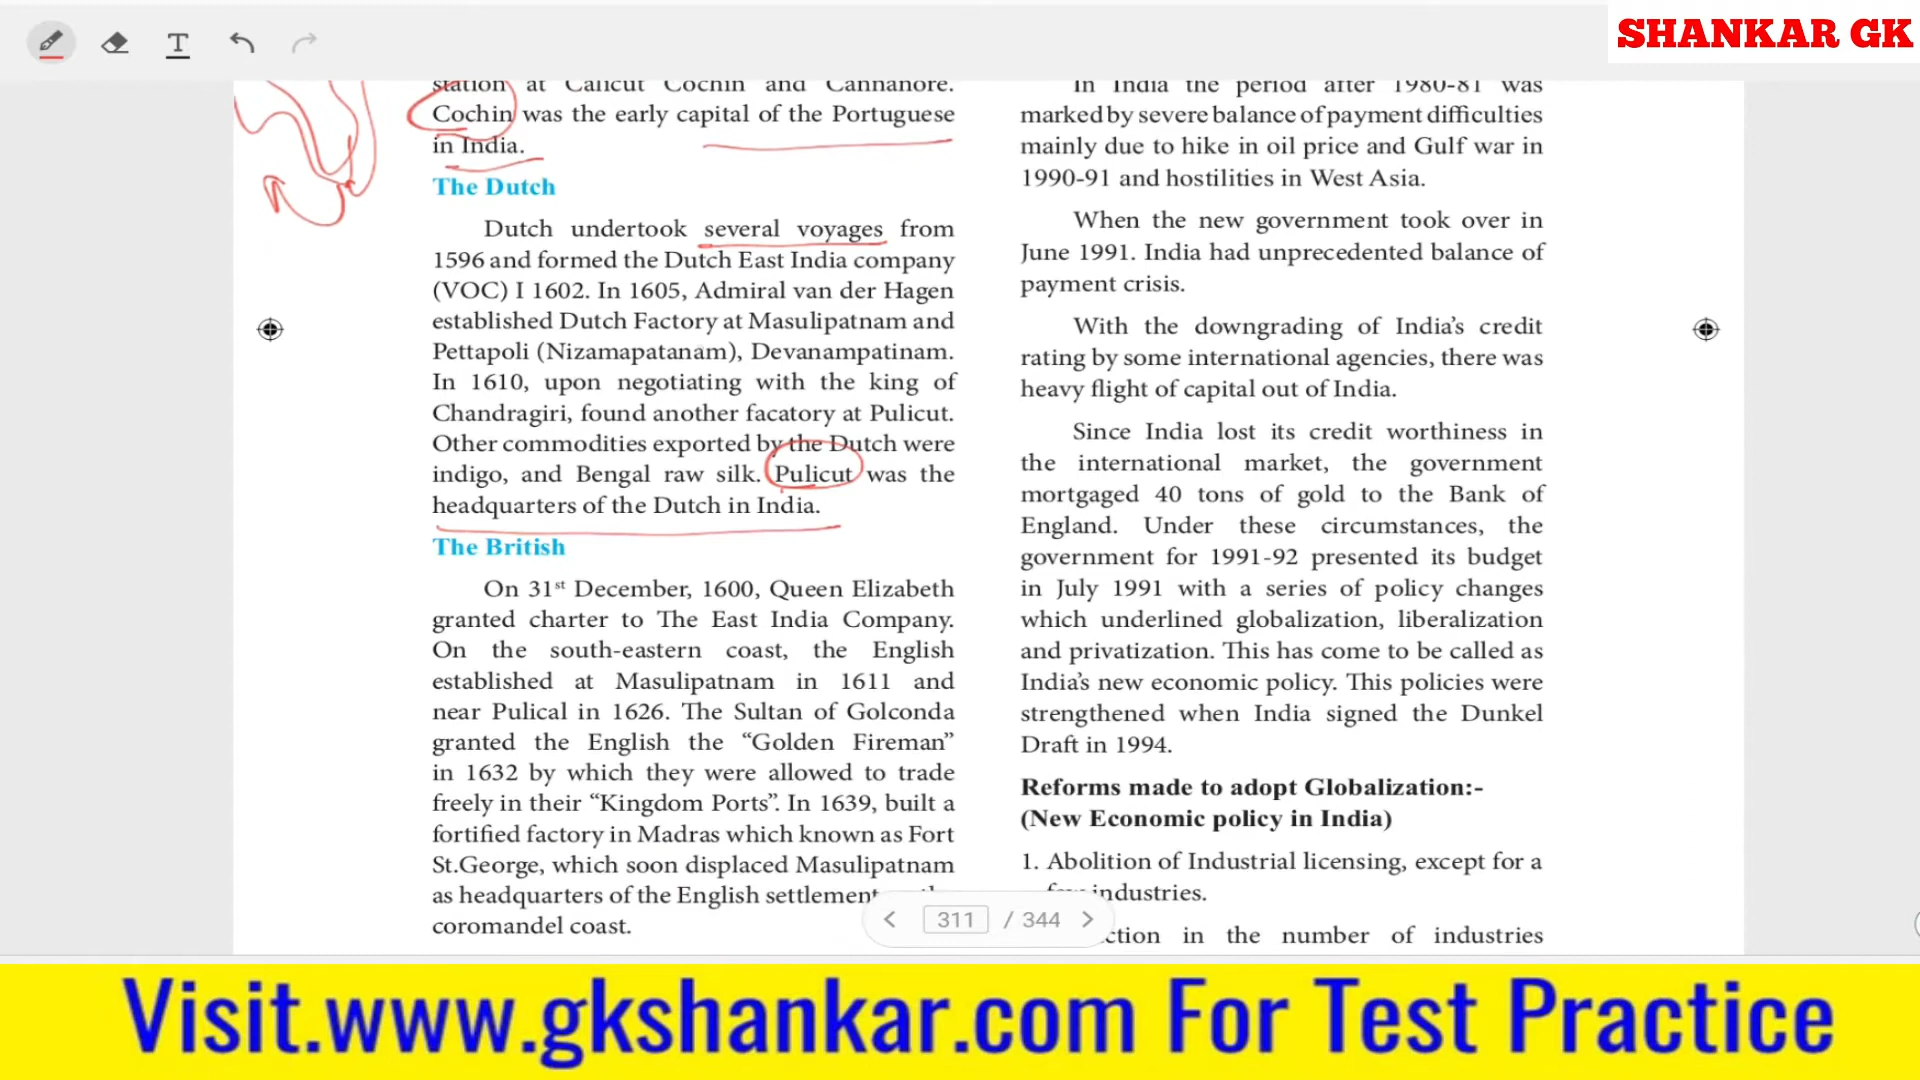 SHANKAR GK
station at Calicut Cochin and Cannanore.
Cochin was the early capital of the Portuguese
in India.
The Dutch
Dutch undertook several voyages from
1596 and formed the Dutch East India company
(VOC) I 1602. In 1605, Admiral van der Hagen
established Dutch Factory at Masulipatnam and
Pettapoli (Nizamapatanam), Devanampatinam.
In 1610, upon negotiating with the king of
Chandragiri, found another facatory at Pulicut.
Other commodities exported by the Dutch were
indigo, and Bengal raw silk. Pulicut was the
headquarters of the Dutch in India.
The British
On 31st December, 1600, Queen Elizabeth
granted charter to The East India Company.
On the south-eastern coast, the English
established at Masulipatnam in 1611 and
near Pulical in 1626. The Sultan of Golconda
granted the English the “Golden Fireman”
in 1632 by which they were allowed to trade
freely in their “Kingdom Ports”. In 1639, built a
fortified factory in Madras which known as Fort
St.George, which soon displaced Masulipatnam
as headquarters of the English settlement
coromandel coast.
In India the period after 1980-81 was
marked by severe balance of payment difficulties
mainly due to hike in oil price and Gulf war in
1990-91 and hostilities in West Asia.
When the new government took over in
June 1991. India had unprecedented balance of
payment crisis.
With the downgrading of India’s credit
rating by some international agencies, there was
heavy flight of capital out of India.
Since India lost its credit worthiness in
the international market, the government
mortgaged 40 tons of gold to the Bank of
England. Under these circumstances, the
government for 1991-92 presented its budget
in July 1991 with a series of policy changes
which underlined globalization, liberalization
and privatization. This has come to be called as
India’s new economic policy. This policies were
strengthened when India signed the Dunkel
Draft in 1994.
Reforms made to adopt Globalization:-
(New Economic policy in India)
1. Abolition of Industrial licensing, except for a
industries.
in the number of industries
311 / 344
Visit.www.gkshankar.com For Test Practice